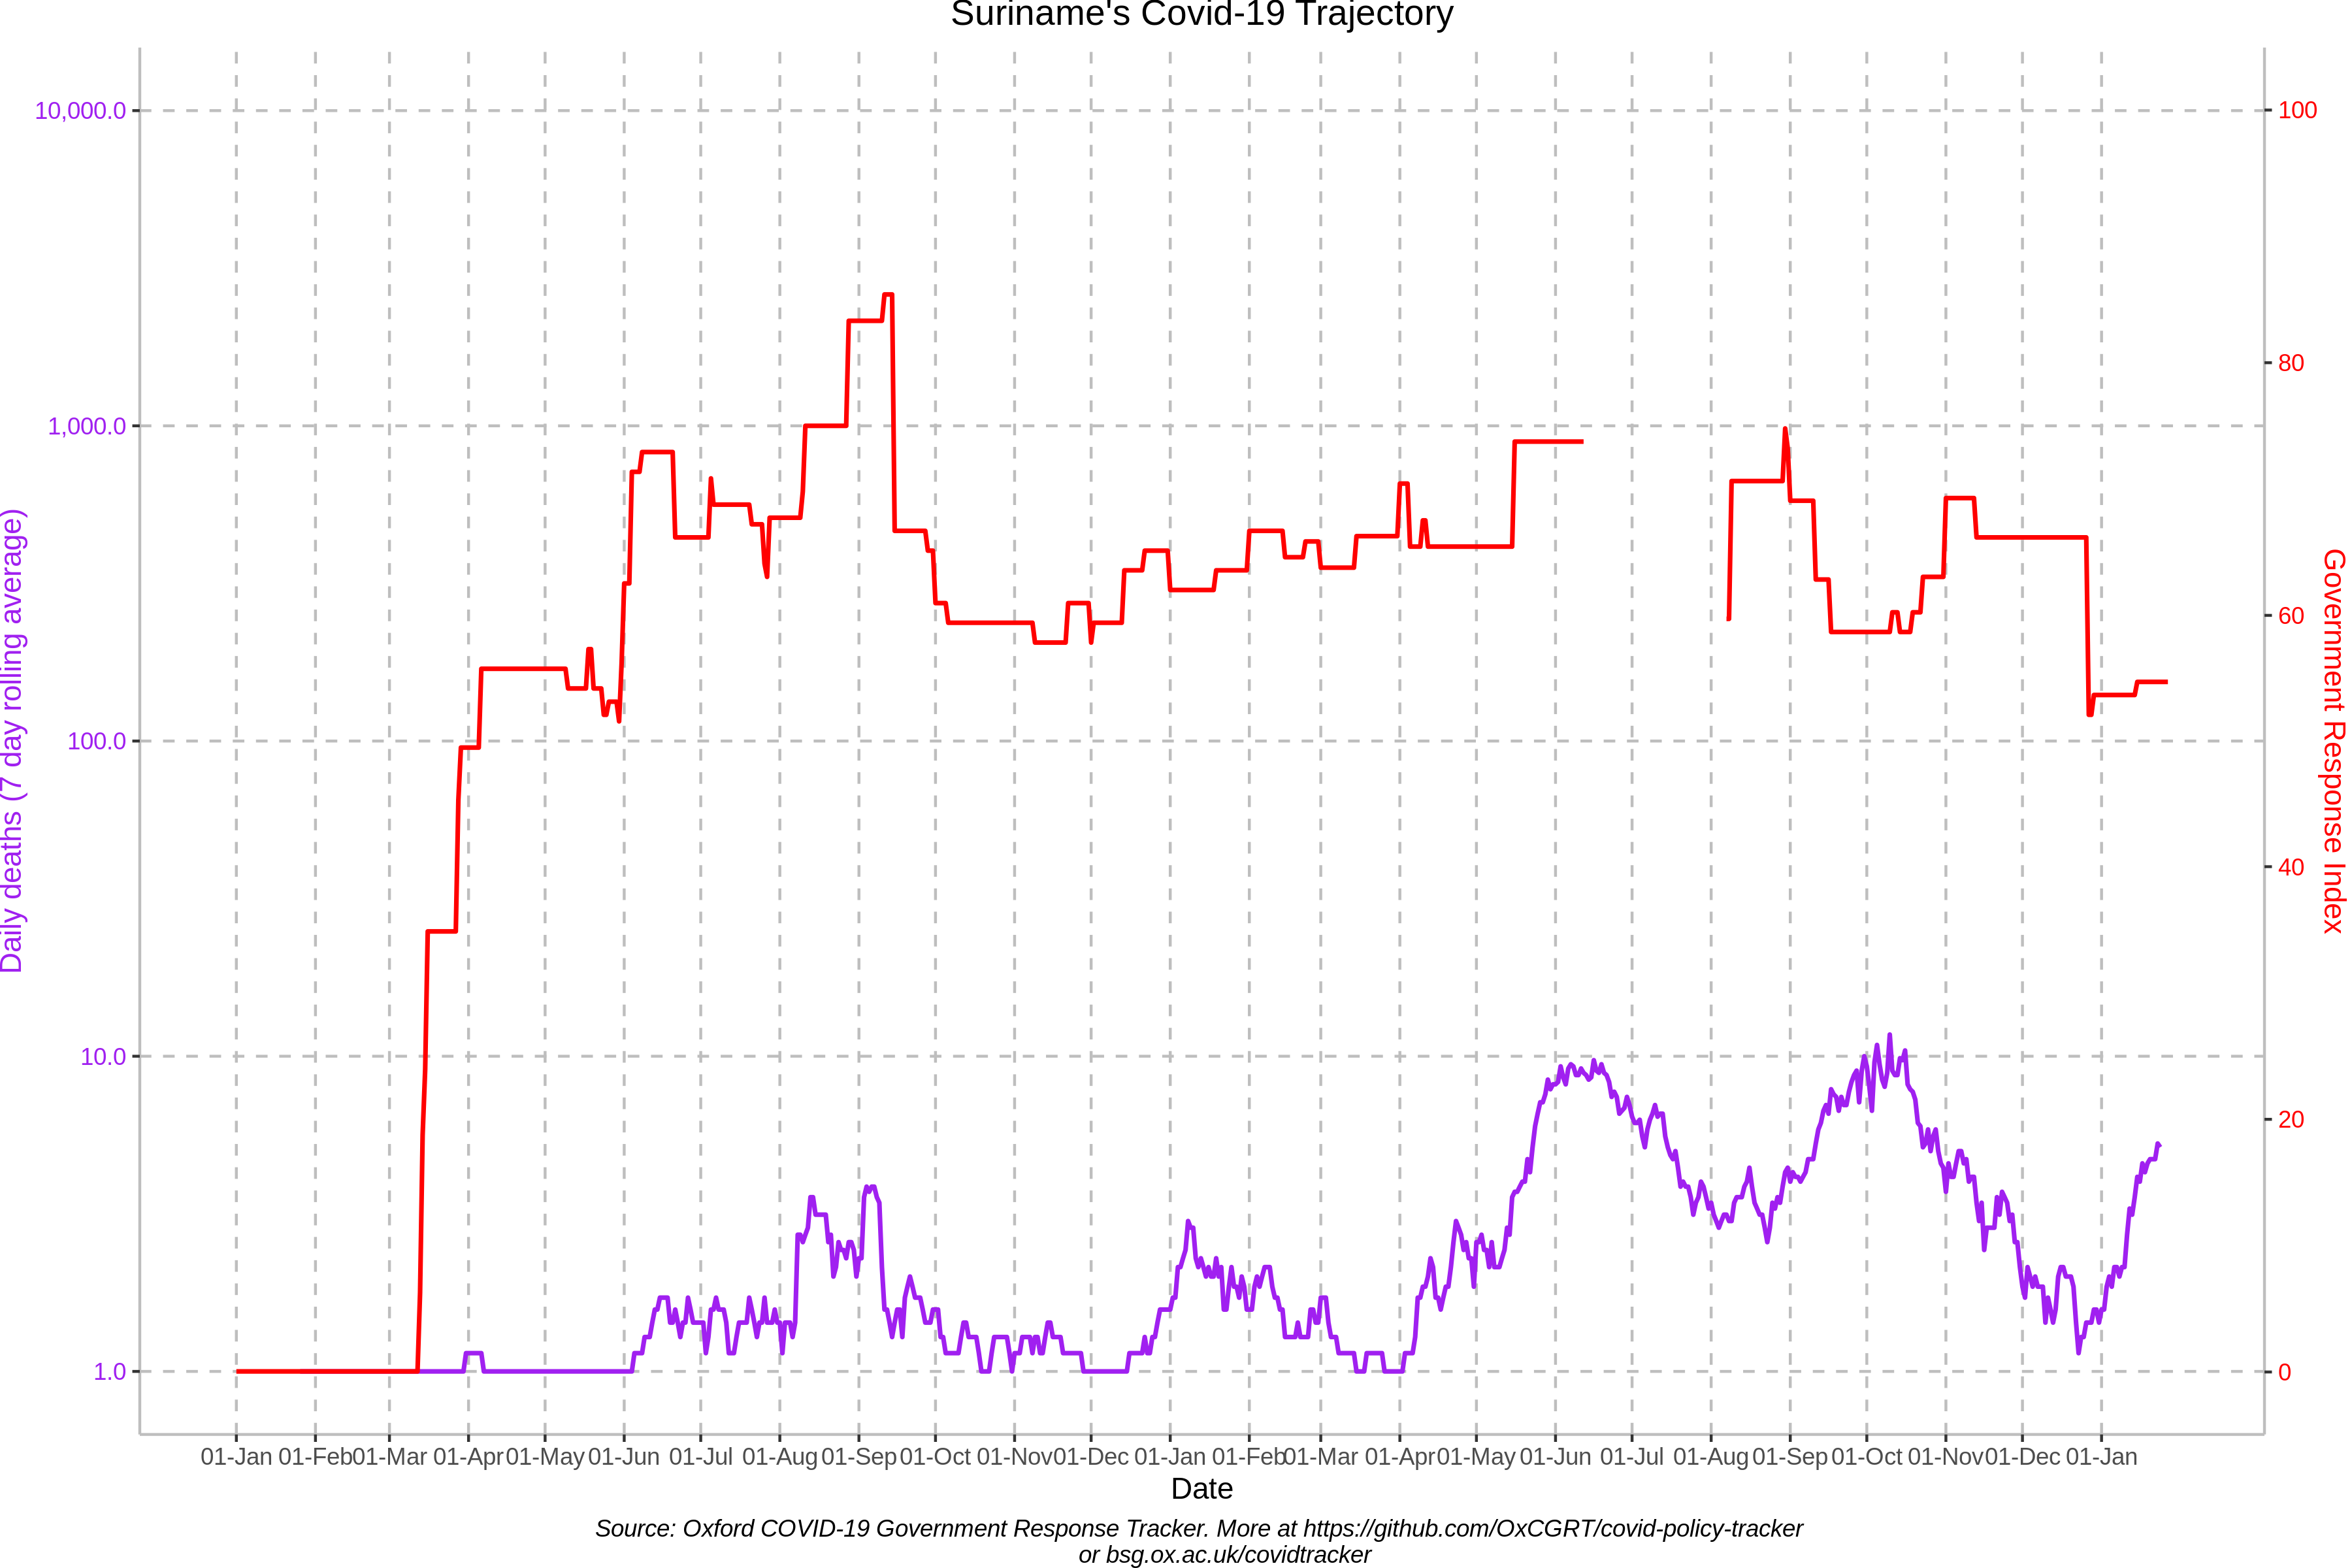 Suriname's Covid-19 Trajectory
10,000.0
1,000.0
100.0
10.0
1.0
Daily deaths (7 day rolling average)
100
80
60
40
20
0
Government Response Index
01-Jan 01-Feb 01-Mar 01-Apr 01-May 01-Jun 01-Jul 01-Aug 01-Sep 01-Oct 01-Nov 01-Dec 01-Jan 01-Feb 01-Mar 01-Apr 01-May 01-Jun 01-Jul 01-Aug 01-Sep 01-Oct 01-Nov 01-Dec 01-Jan
Date
Source: Oxford COVID-19 Government Response Tracker. More at https://github.com/OxCGRT/covid-policy-tracker
or bsg.ox.ac.uk/covidtracker